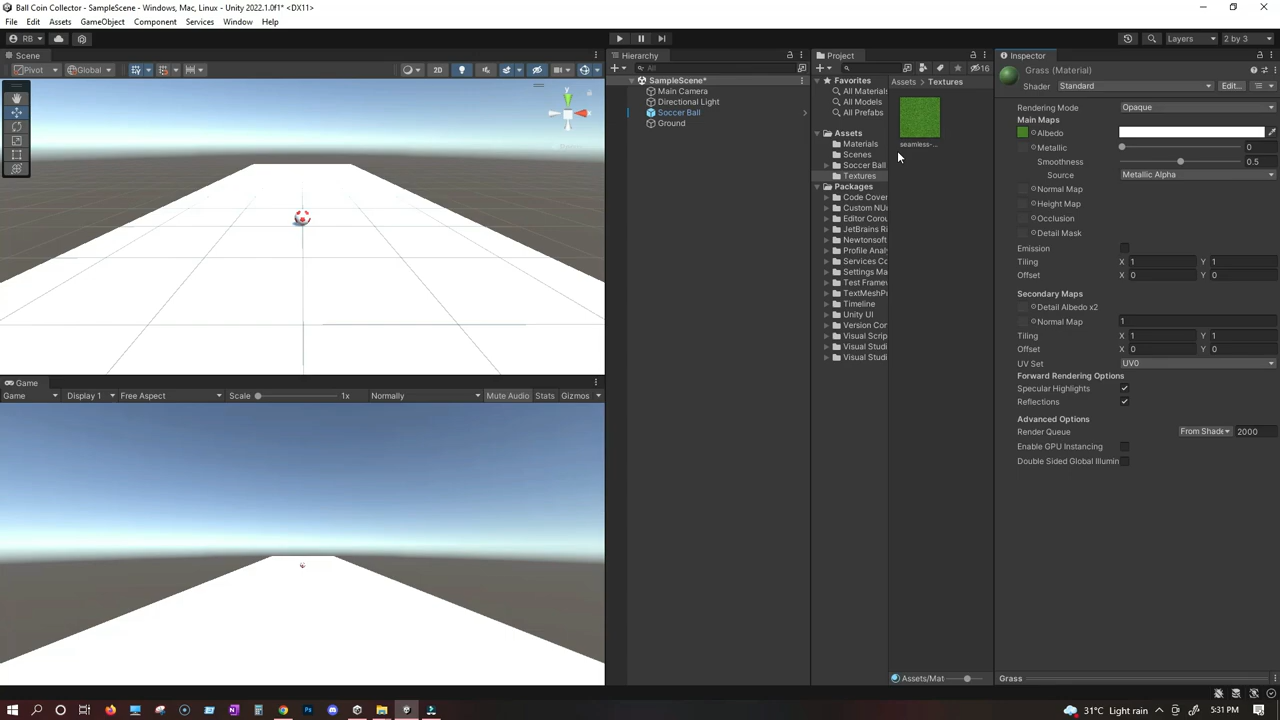 Ball Coin Collector - SampleScene - Windows, Mac, Linux - Unity 2022.1.0f1* <DX11>
File Edit Assets GameObject Component Services Window Help
RB
Layers
2 by 3
Scene
Pivot
Global
2D
Game
Game
Display 1
Free Aspect
Scale
1x
Normally
Mute Audio
Stats
Gizmos
Hierarchy
All
SampleScene*
Main Camera
Directional Light
Soccer Ball
Ground
Project
16
Favorites
All Materials
All Models
All Prefabs
Assets
Materials
Scenes
Soccer Ball
Textures
Packages
Code Cover
Custom NUn
Editor Corou
JetBrains Ri
Newtonsoft
Profile Analy
Services Co
Settings Ma
Test Framew
TextMeshPr
Timeline
Unity UI
Version Con
Visual Scrip
Visual Studi
Visual Studi
Assets > Textures
seamless-...
Assets/Mat
Inspector
Grass (Material)
Shader Standard Edit...
Rendering Mode Opaque
Main Maps
Albedo
Metallic 0
Smoothness 0.5
Source Metallic Alpha
Normal Map
Height Map
Occlusion
Detail Mask
Emission
Tiling X 1 Y 1
Offset X 0 Y 0
Secondary Maps
Detail Albedo x2
Normal Map 1
Tiling X 1 Y 1
Offset X 0 Y 0
UV Set UV0
Forward Rendering Options
Specular Highlights
Reflections
Advanced Options
Render Queue From Shade 2000
Enable GPU Instancing
Double Sided Global Illumin
Grass
31°C Light rain
5:31 PM